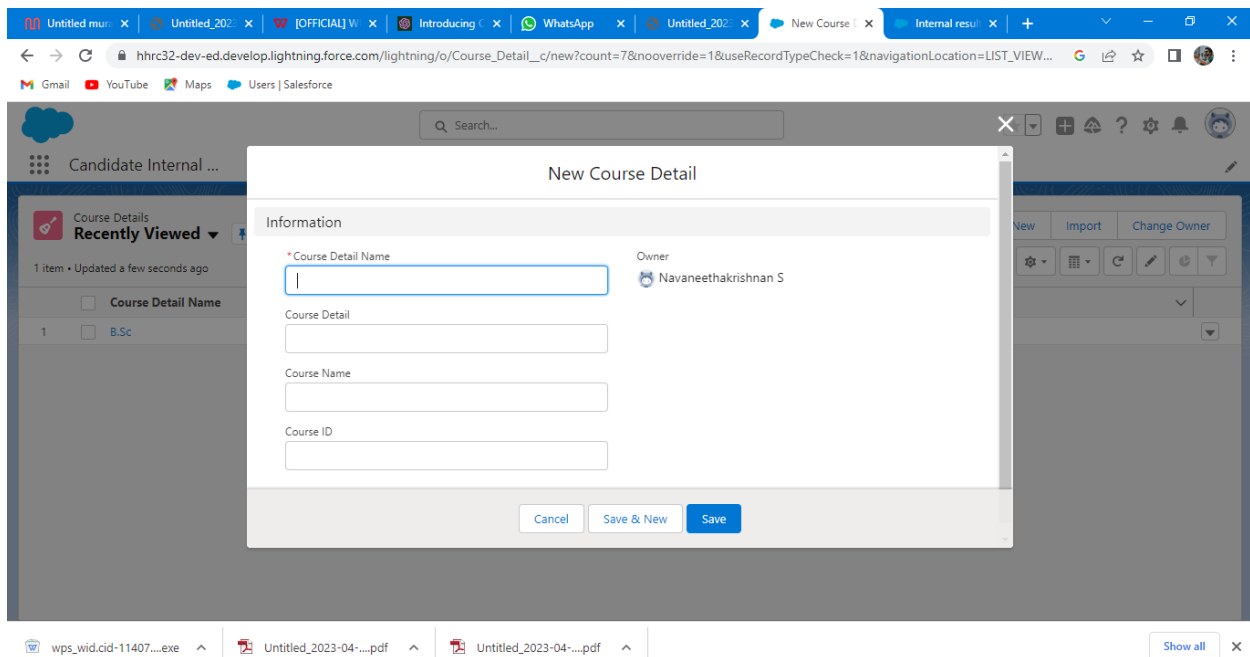 Untitled mura
Untitled_202
[OFFICIAL] W
Introducing C
WhatsApp
Untitled_2023
New Course D
Internal resul
hhrc32-dev-ed.develop.lightning.force.com/lightning/o/Course_Detail__c/new?count=7&nooverride=1&useRecordTypeCheck=1&navigationLocation=LIST_VIEW...
Gmail
YouTube
Maps
Users | Salesforce
Search...
Candidate Internal ...
New Course Detail
Course Details
Recently Viewed
New
Import
Change Owner
1 item • Updated a few seconds ago
Information
* Course Detail Name
Owner
Navaneethakrishnan S
Course Detail Name
1 B.Sc
Course Detail
Course Name
Course ID
Cancel
Save & New
Save
wps_wid.cid-11407....exe
Untitled_2023-04-....pdf
Untitled_2023-04-....pdf
Show all